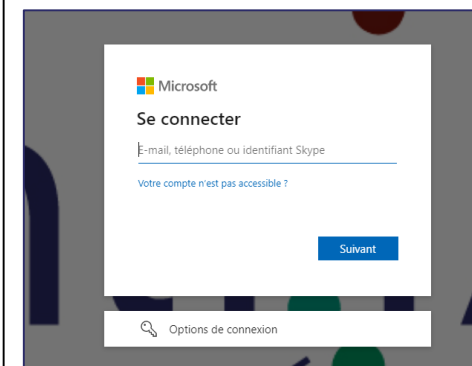 Microsoft
Se connecter
E-mail, téléphone ou identifiant Skype
Votre compte n'est pas accessible ?
Suivant
Options de connexion